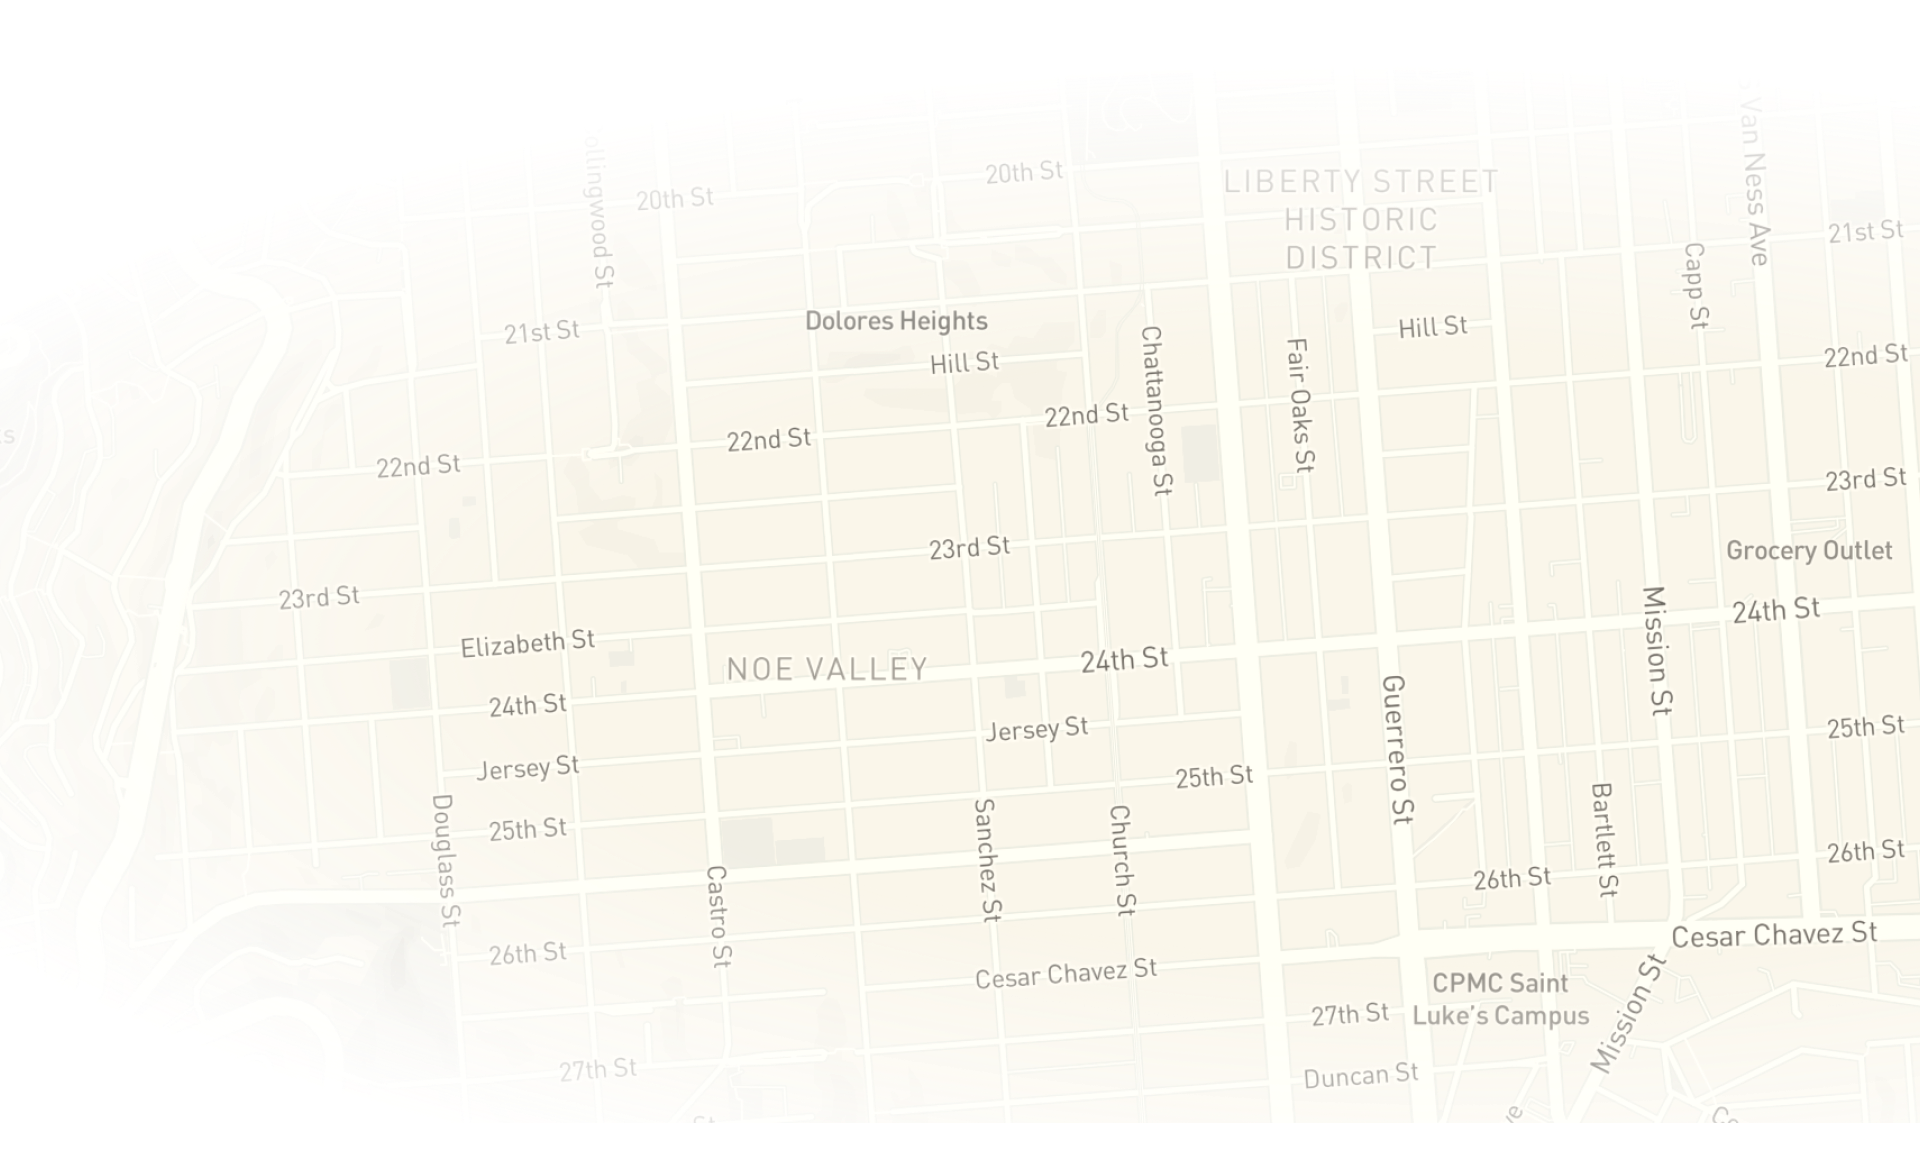 Van Ness Ave
ollingwood St
20th St
20th St
LIBERTY STREET
HISTORIC
DISTRICT
21st St
Capp St
21st St
Dolores Heights
Hill St
Hill St
22nd St
Chattanooga St
Fair Oaks St
22nd St
22nd St
22nd St
s
23rd St
23rd St
Grocery Outlet
23rd St
24th St
Elizabeth St
Mission St
NOE VALLEY
24th St
24th St
Guerrero St
Jersey St
25th St
Jersey St
25th St
25th St
Douglass St
Sanchez St
Church St
Bartlett St
26th St
26th St
Castro St
Cesar Chavez St
26th St
Cesar Chavez St
CPMC Saint
Luke's Campus
27th St
Mission St
27th St
Duncan St